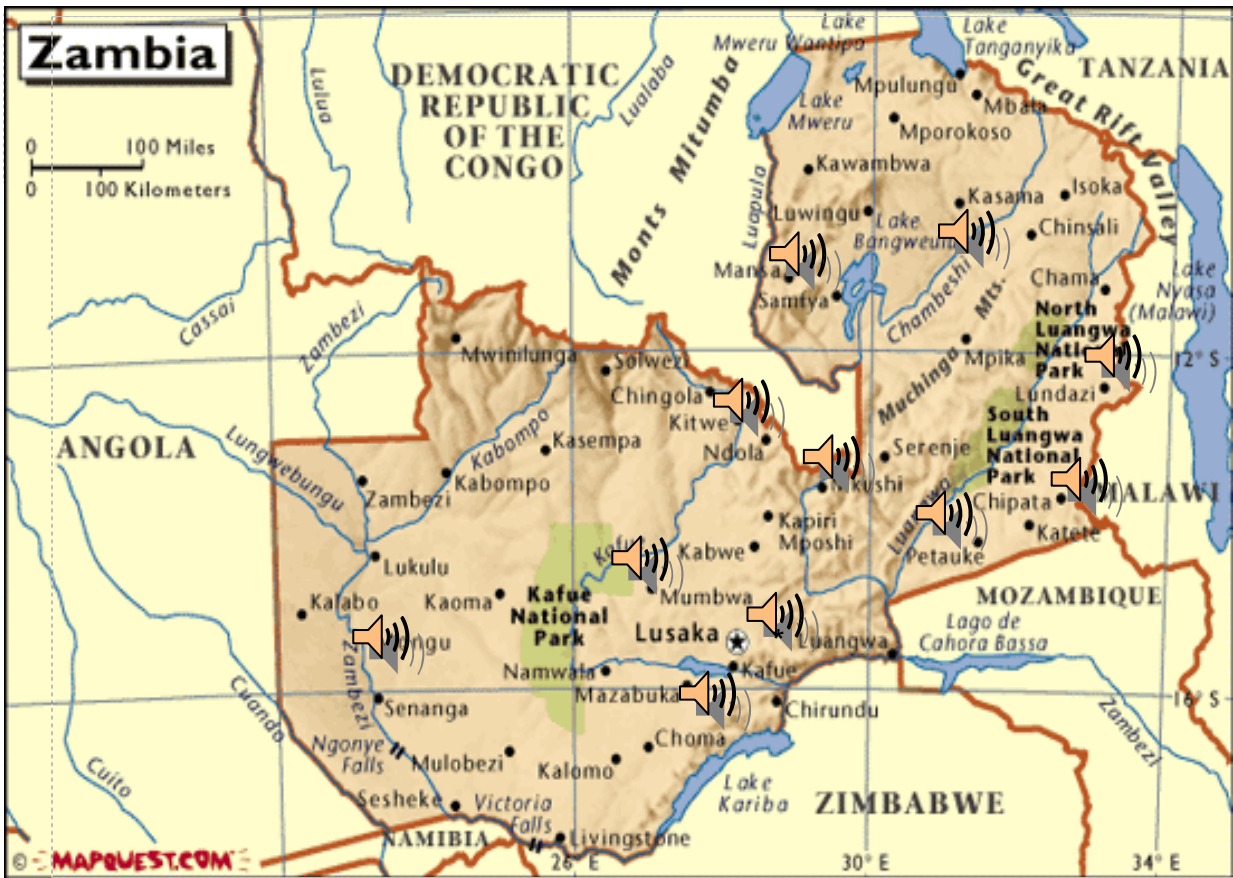 Zambia
0 100 Miles
0 100 Kilometers
DEMOCRATIC
REPUBLIC
OF THE
CONGO
Lulua
Lualaba
Monts Mitumba
Lake
Mweru Wantipa
Lake
Tanganyika
TANZANIA
Great Rift Valley
Mpulungu
Mbala
Lake
Mweru
Mporokoso
Kawambwa
Kasama
Isoka
Luapula
Luwingu
Lake
Bangweulu
Chinsali
Mansa
Samfya
Chambeshi
Chama
Lake
Nyasa
(Malawi)
North
Luangwa
Park
Mts.
Muchinga
Mpika
12° S
Lundazi
Cassai
Zambezi
Mwinilunga
Solwezi
Chingola
Kitwe
Ndola
ANGOLA
Lungwebungu
Kabompo
Kasempa
Kabompo
Zambezi
Serenje
South
Luangwa
National
Park
Chipata
MALAWI
Katete
Petauke
Kapiri
Mposhi
Kabwe
Lukulu
Kalabo
Kaoma
Kafue
National
Park
Mumbwa
Lusaka
Luangwa
MOZAMBIQUE
Lago de
Cahora Bassa
Zambezi
Namwala
Kafue
Mazabuka
Chirundu
16° S
Senanga
Cuando
Cuito
Ngonye
Falls
Mulobezi
Choma
Kalomo
Lake
Kariba
Zambezi
Sesheke
Victoria
Falls
Livingstone
ZIMBABWE
NAMIBIA
© MAPQUEST.COM
26° E
30° E
34° E